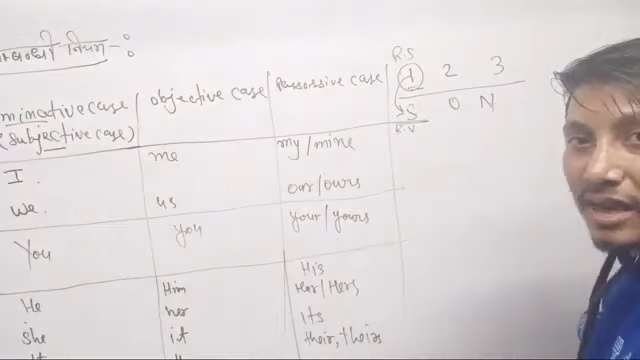 नियम -:
minative case / objective case / Possossive case
(subjective case)
R.S
1 2 3
S O N
R.V
I. me my/mine
We. us our/ours
You you your/yours
His
He Him Her/Hers
she her Its
it their, theirs